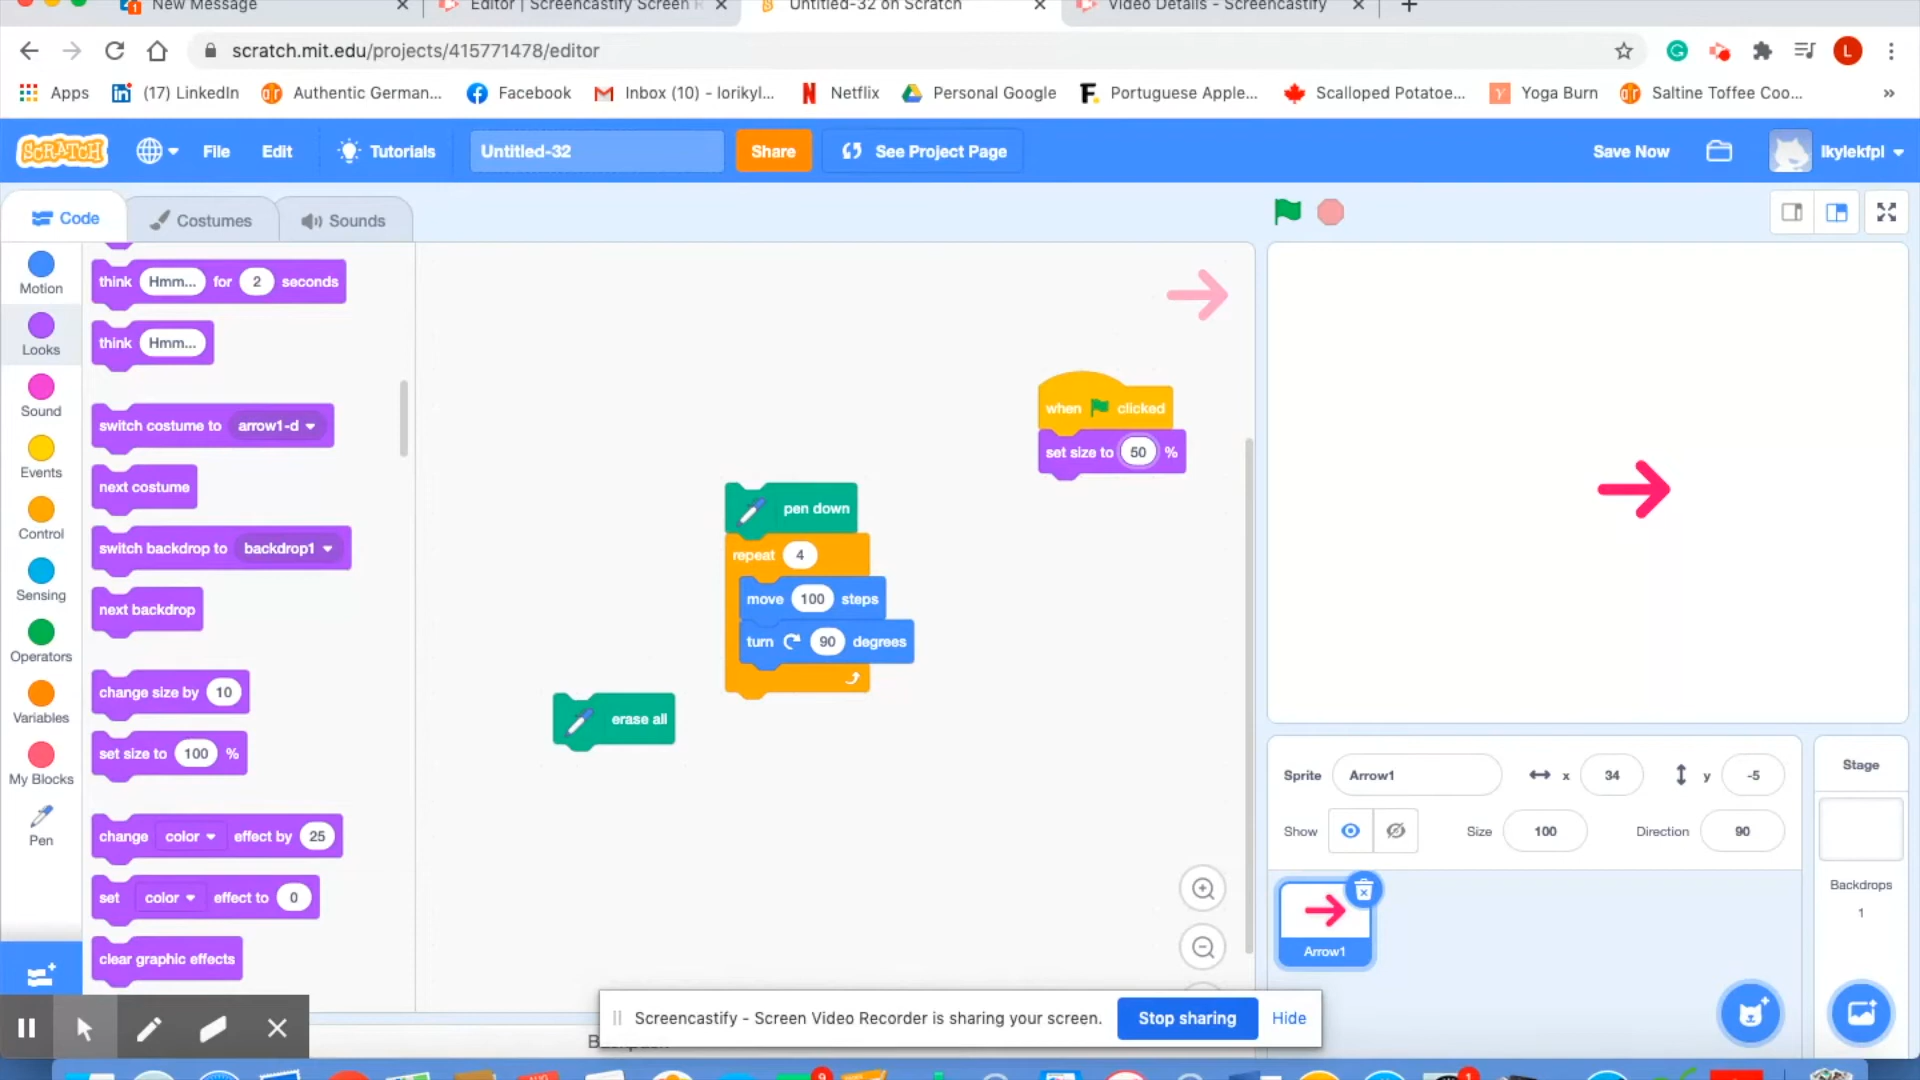 New Message
Editor | Screencastify Screen R
Untitled-32 on Scratch
Video Details - Screencastify
scratch.mit.edu/projects/415771478/editor
L
Apps
(17) LinkedIn
Authentic German...
Facebook
Inbox (10) - lorikyl...
Netflix
Personal Google
Portuguese Apple...
Scalloped Potatoe...
Yoga Burn
Saltine Toffee Coo...
»
SCRATCH
File
Edit
Tutorials
Untitled-32
Share
See Project Page
Save Now
lkylekfpl
Code
Costumes
Sounds
Motion
Looks
Sound
Events
Control
Sensing
Operators
Variables
My Blocks
Pen
think Hmm... for 2 seconds
think Hmm...
switch costume to arrow1-d
next costume
switch backdrop to backdrop1
next backdrop
change size by 10
set size to 100 %
change color effect by 25
set color effect to 0
clear graphic effects
when clicked
set size to 50 %
pen down
repeat 4
move 100 steps
turn 90 degrees
erase all
Sprite
Arrow1
x
34
y
-5
Show
Size
100
Direction
90
Arrow1
Stage
Backdrops
1
Screencastify - Screen Video Recorder is sharing your screen.
Stop sharing
Hide